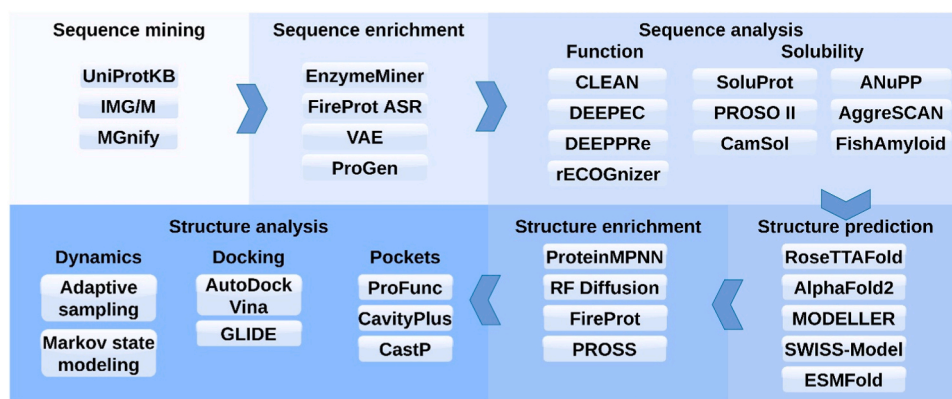 Sequence mining
UniProtKB
IMG/M
MGnify
Sequence enrichment
EnzymeMiner
FireProt ASR
VAE
ProGen
Sequence analysis
Function
CLEAN
DEEPEC
DEEPPRe
rECOGnizer
Solubility
SoluProt
PROSO II
CamSol
ANuPP
AggreSCAN
FishAmyloid
Structure prediction
RoseTTAFold
AlphaFold2
MODELLER
SWISS-Model
ESMFold
Structure enrichment
ProteinMPNN
RF Diffusion
FireProt
PROSS
Structure analysis
Dynamics
Adaptive
sampling
Markov state
modeling
Docking
AutoDock
Vina
GLIDE
Pockets
ProFunc
CavityPlus
CastP